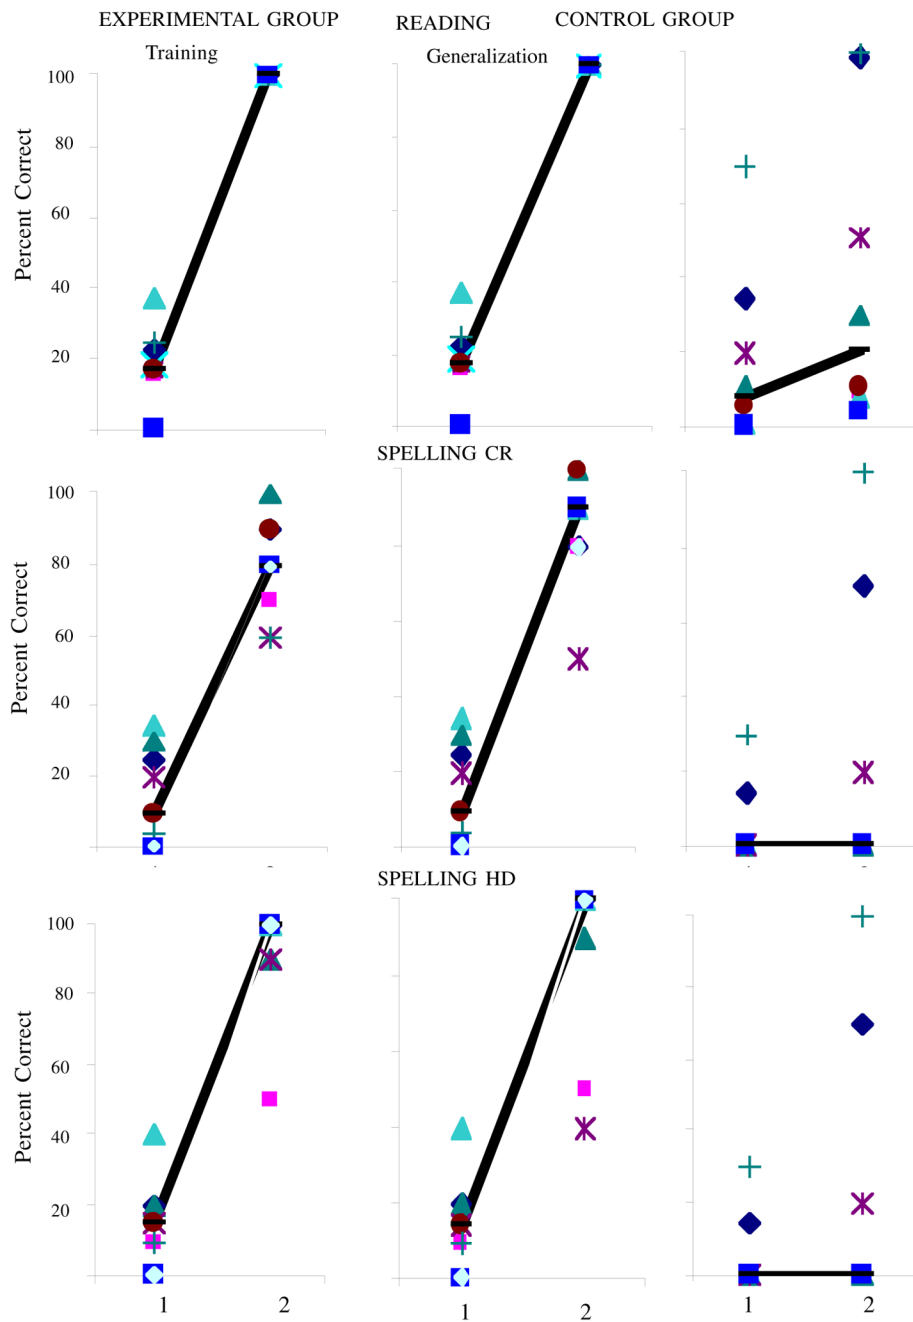 EXPERIMENTAL GROUP READING CONTROL GROUP
Training Generalization
Percent Correct
100
80
60
40
20
SPELLING CR
Percent Correct
100
80
60
40
20
SPELLING HD
Percent Correct
100
80
60
40
20
1 2 1 2 1 2